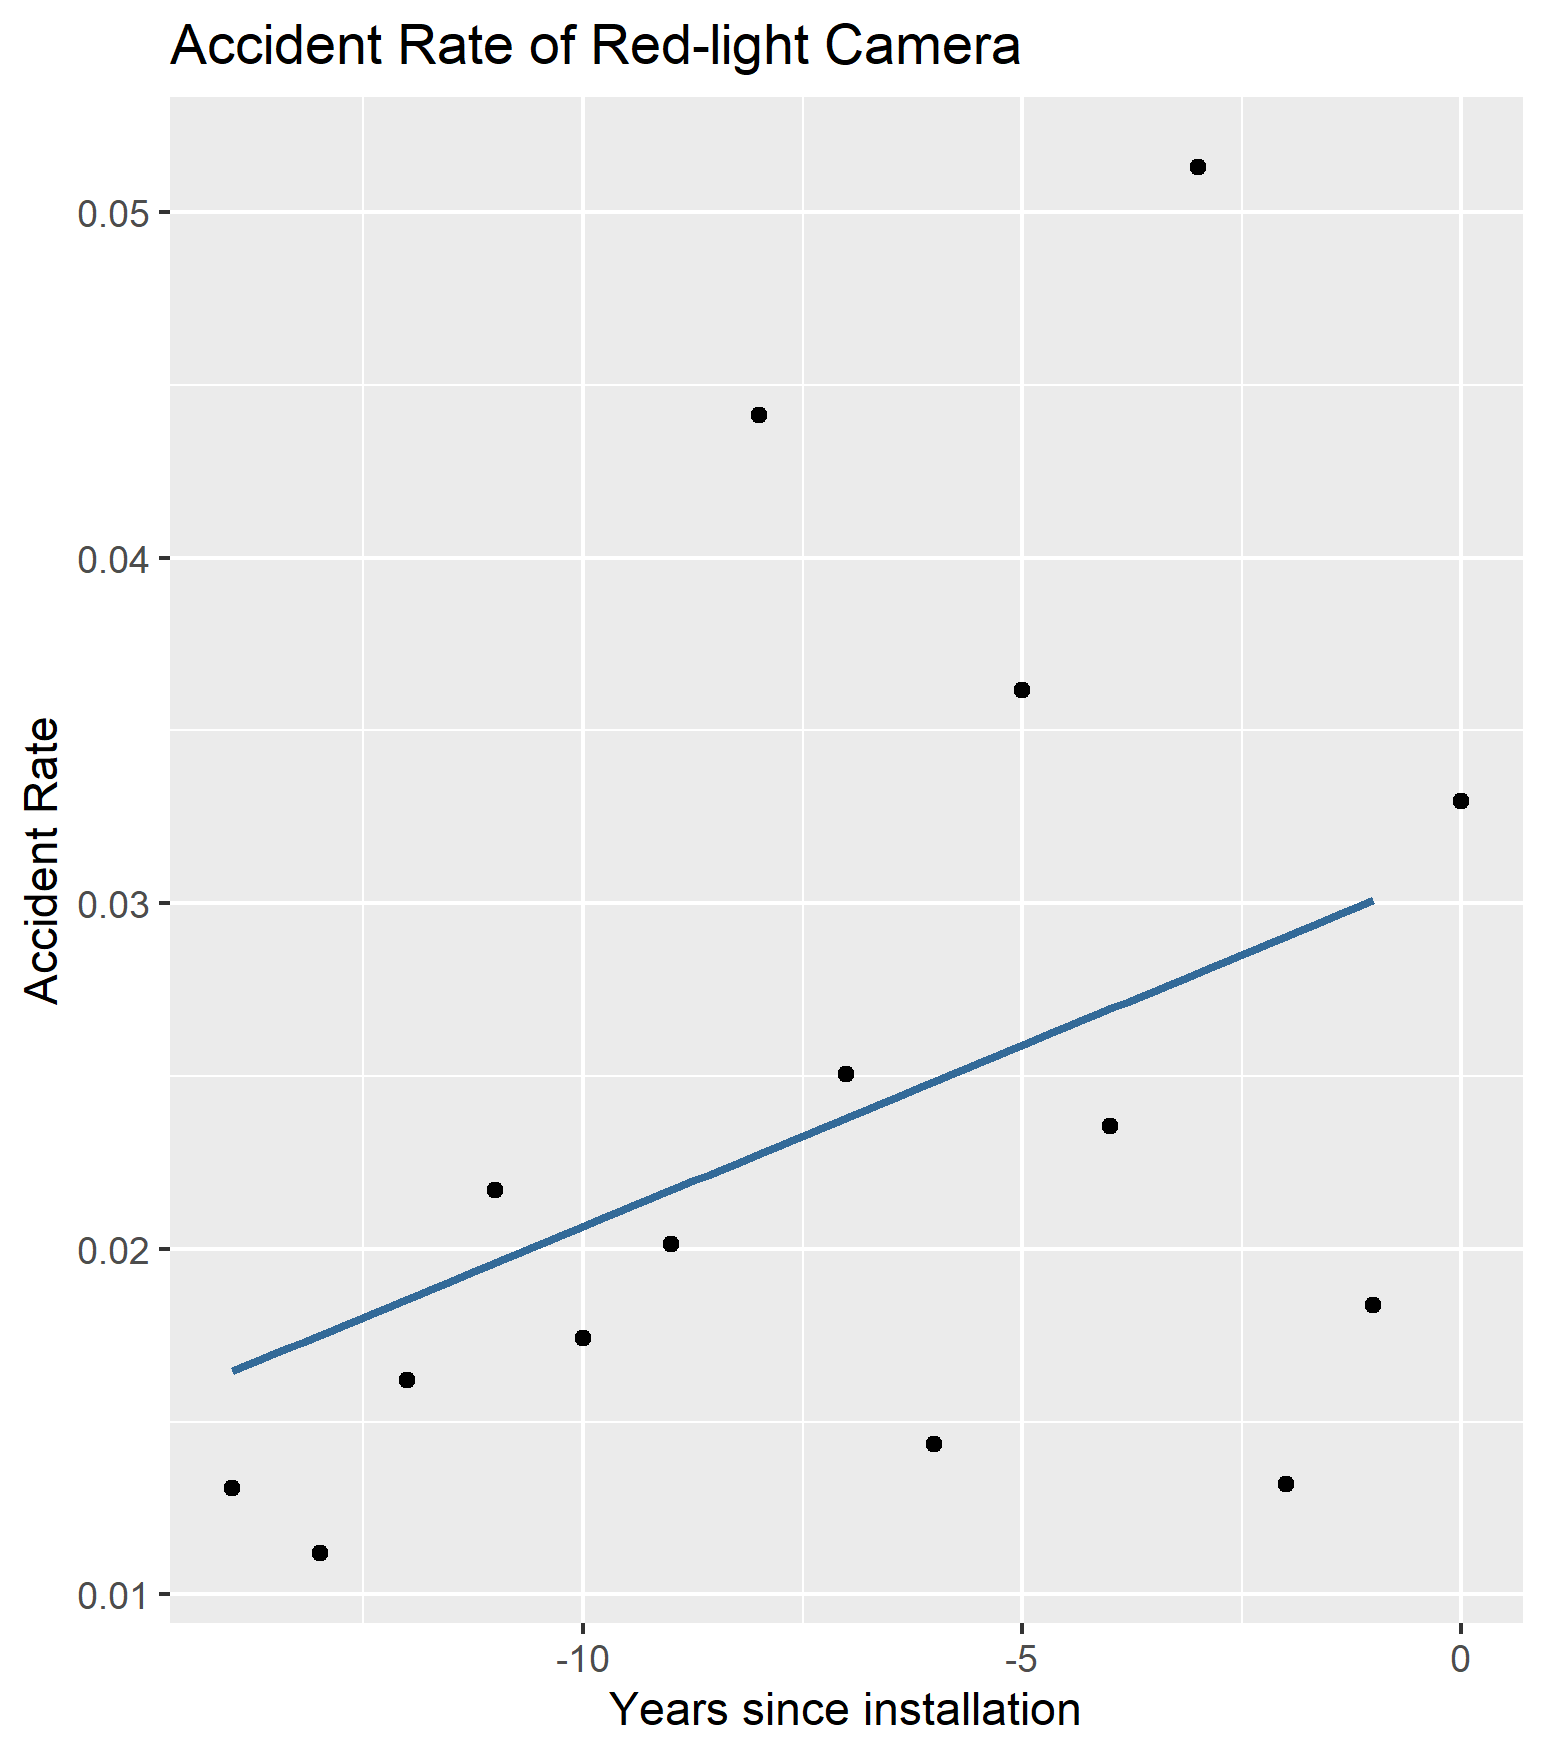 Accident Rate of Red-light Camera
Accident Rate
0.05
0.04
0.03
0.02
0.01
-10
-5
0
Years since installation